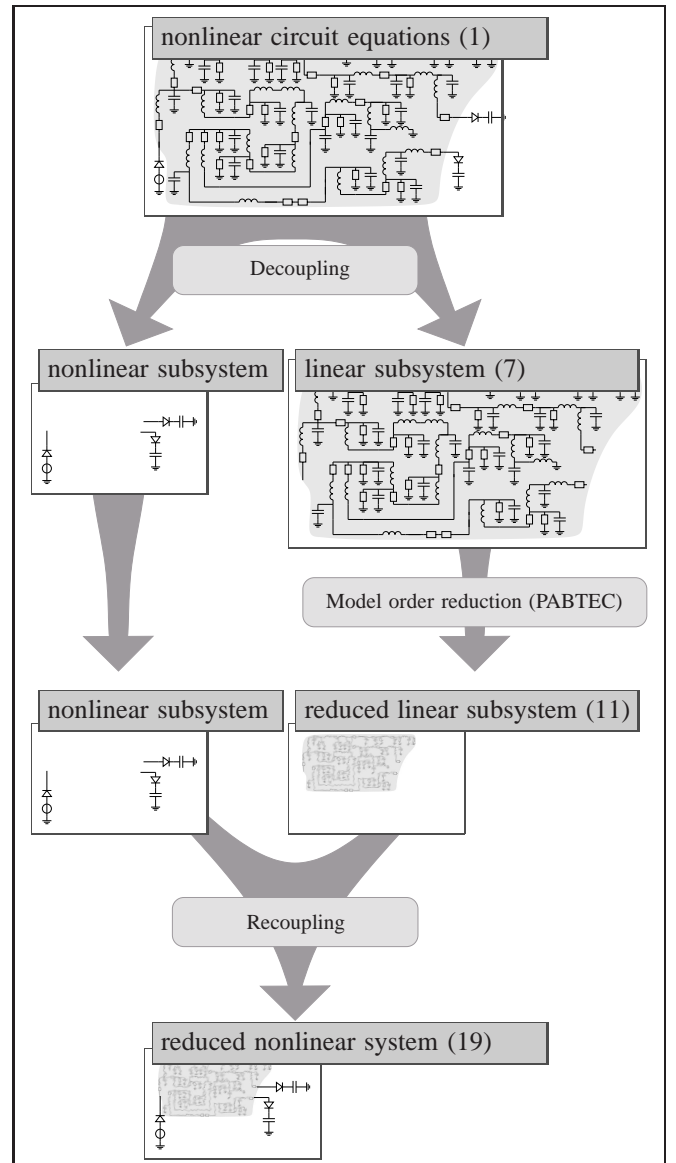 nonlinear circuit equations (1)
Decoupling
nonlinear subsystem
linear subsystem (7)
Model order reduction (PABTEC)
nonlinear subsystem
reduced linear subsystem (11)
Recoupling
reduced nonlinear system (19)